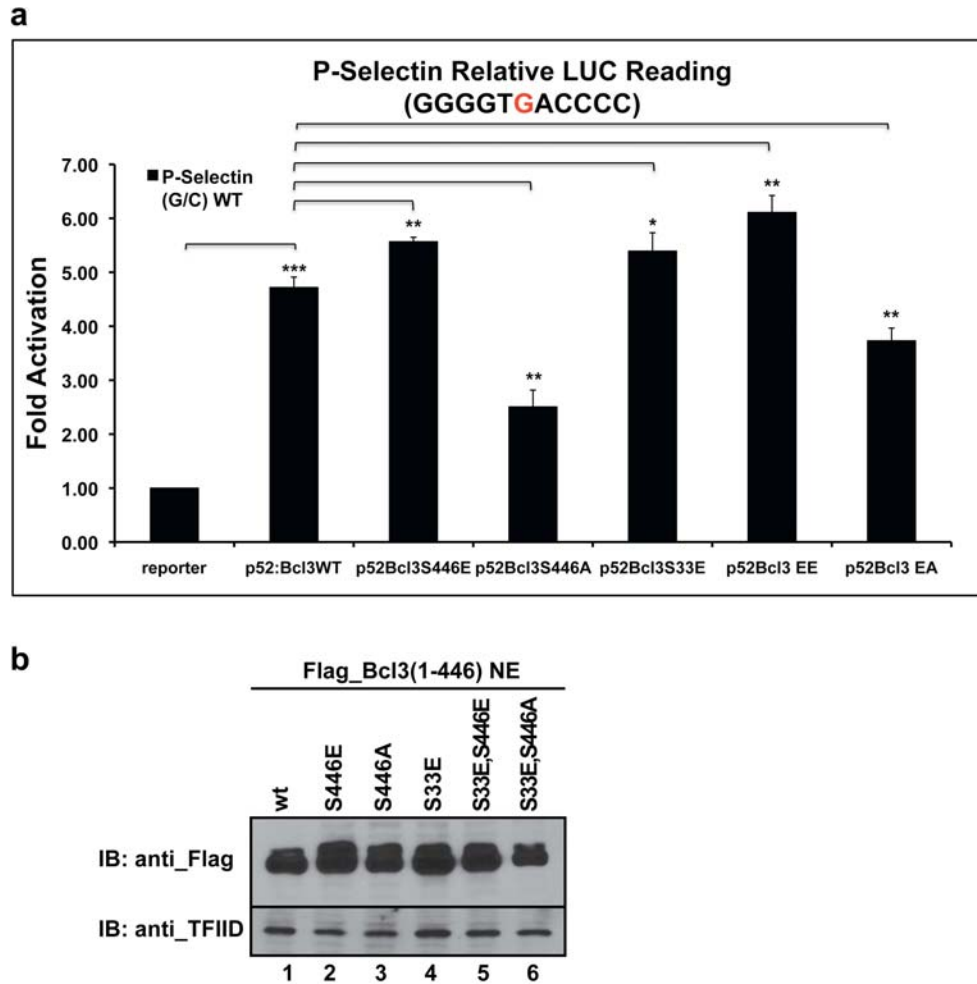 a
P-Selectin Relative LUC Reading
(GGGGTGACCCC)
7.00
6.00
5.00
4.00
3.00
2.00
1.00
0.00
Fold Activation
P-Selectin
(G/C) WT
***
**
**
*
**
**
reporter
p52:Bcl3WT
p52Bcl3S446E
p52Bcl3S446A
p52Bcl3S33E
p52Bcl3 EE
p52Bcl3 EA
b
Flag_Bcl3(1-446) NE
wt
S446E
S446A
S33E
S33E,S446E
S33E,S446A
IB: anti_Flag
IB: anti_TFIID
1 2 3 4 5 6